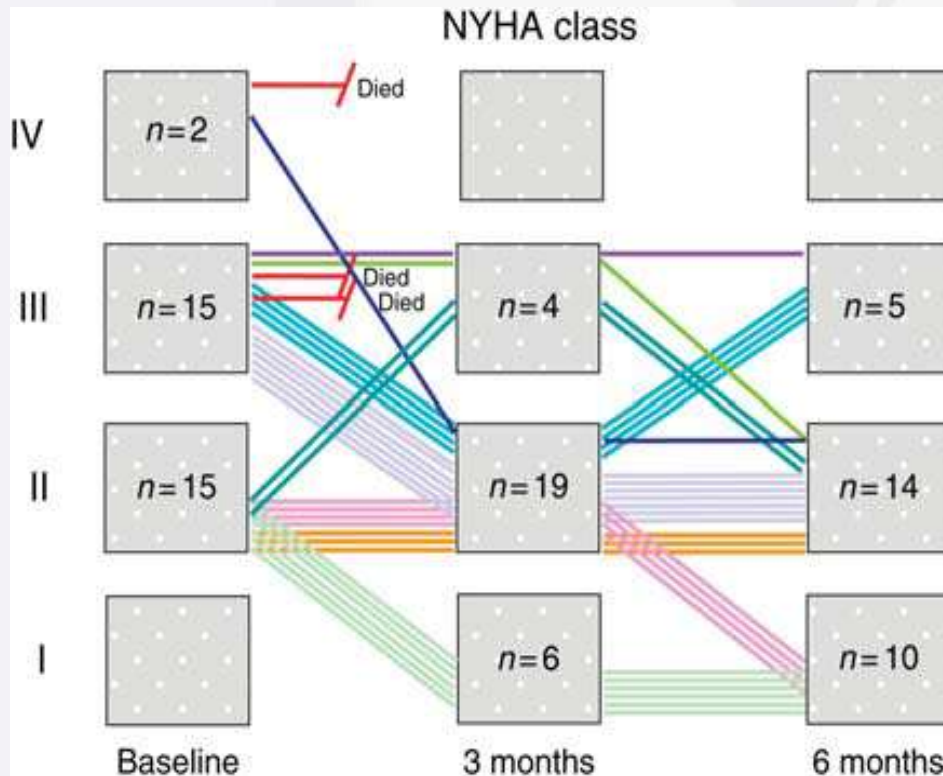 NYHA class
IV
n=2
Died
III
n=15
Died
Died
n=4
n=5
II
n=15
n=19
n=14
I
n=6
n=10
Baseline
3 months
6 months